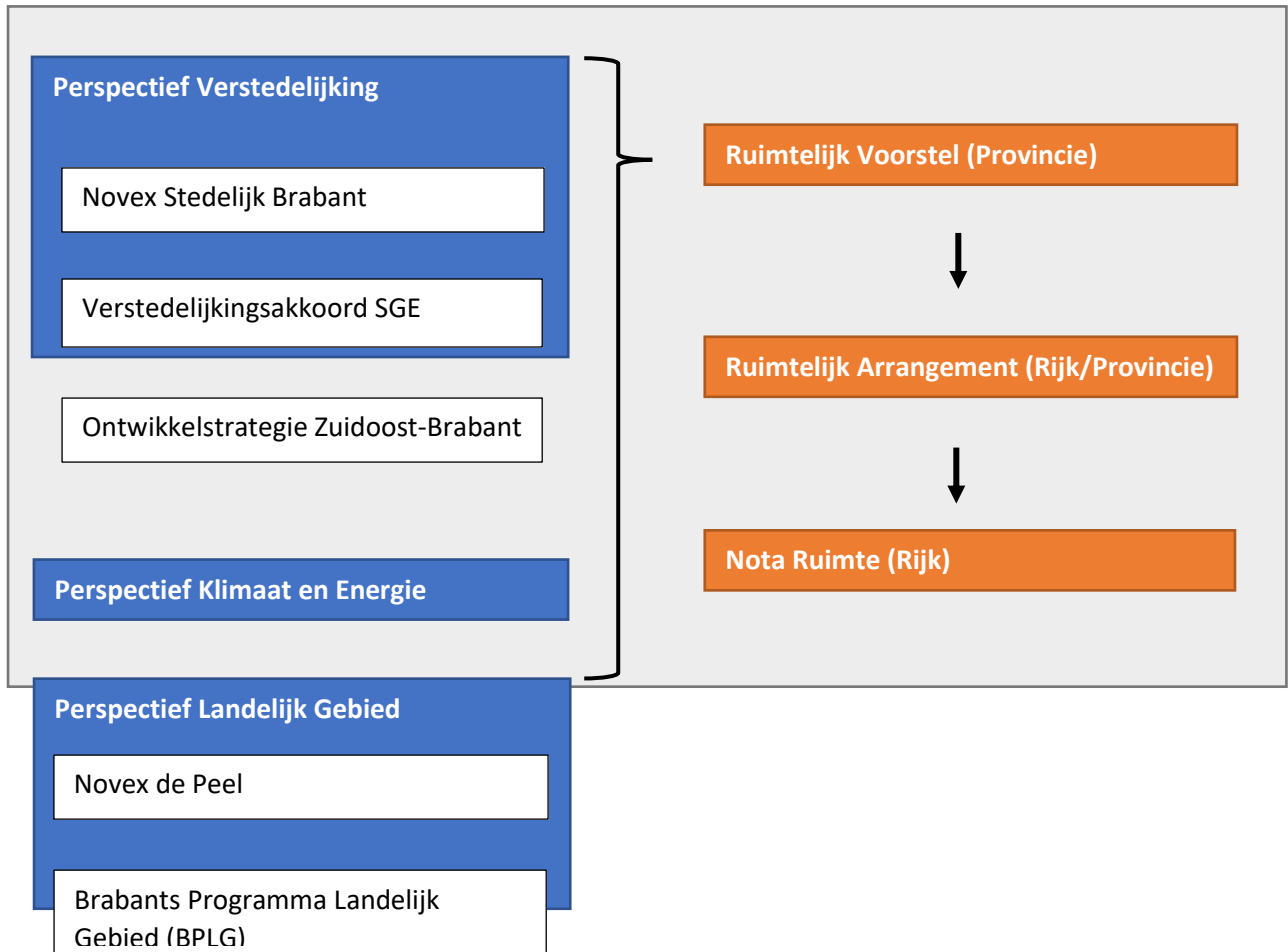 Perspectief Verstedelijking
Novex Stedelijk Brabant
Verstedelijkingsakkoord SGE
Ontwikkelstrategie Zuidoost-Brabant
Perspectief Klimaat en Energie
Perspectief Landelijk Gebied
Novex de Peel
Brabants Programma Landelijk
Gebied (BPLG)
Ruimtelijk Voorstel (Provincie)
Ruimtelijk Arrangement (Rijk/Provincie)
Nota Ruimte (Rijk)